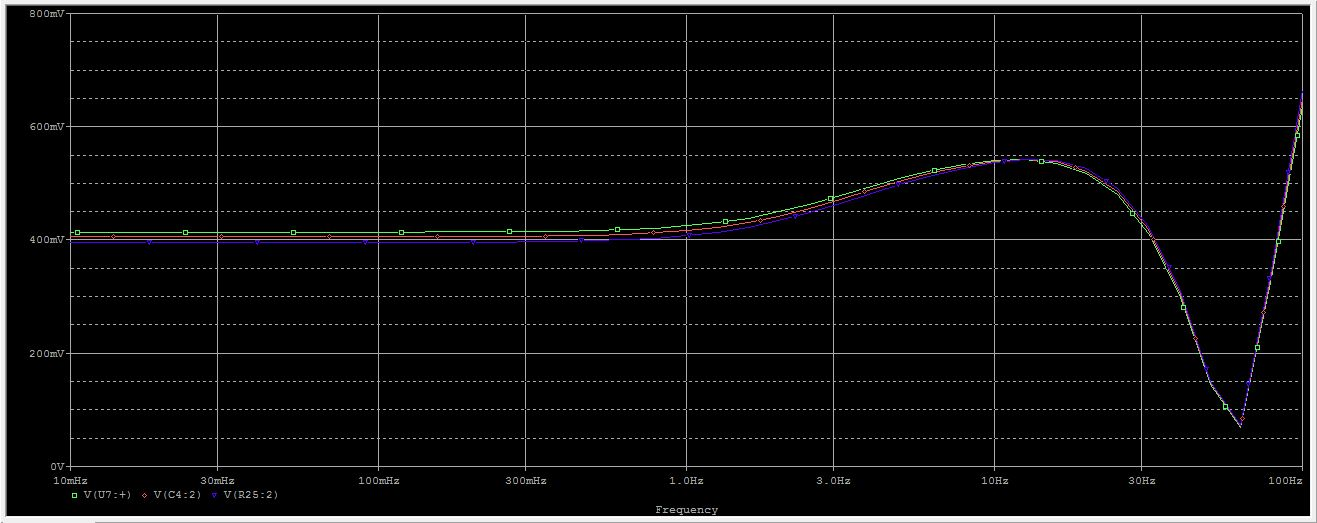 800mV
600mV
400mV
200mV
0V
10mHz 30mHz 100mHz 300mHz 1.0Hz 3.0Hz 10Hz 30Hz 100Hz
V(U7:+) V(C4:2) V(R25:2)
Frequency